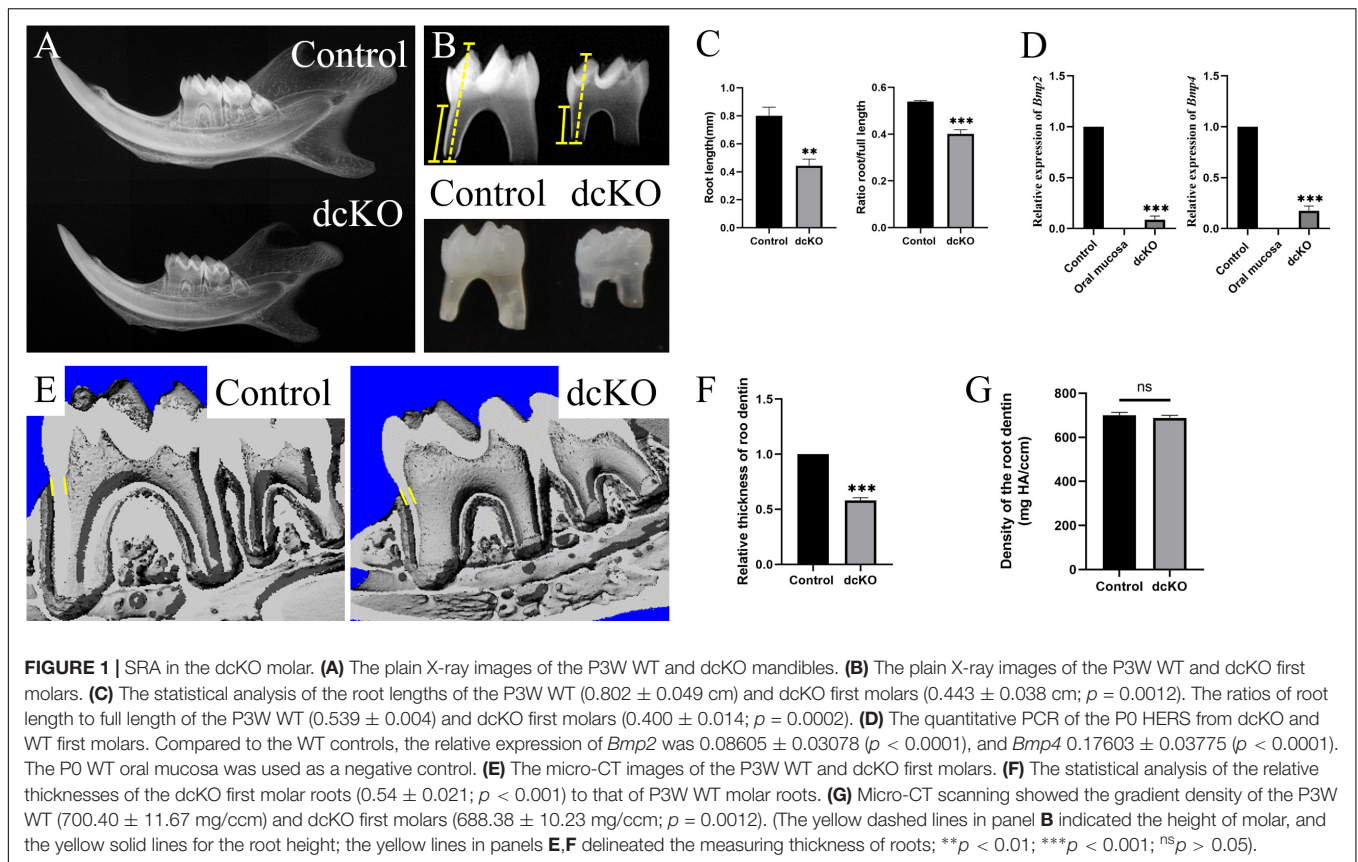 A
Control
dcKO
B
Control dcKO
C
Root length(mm)
1.0
0.8
0.6
0.4
0.2
0.0
**
Control dcKO
Ratio root/full length
0.6
0.4
0.2
0.0
***
Control dcKO
D
Relative expression of Bmp2
1.5
1.0
0.5
0.0
***
Control
Oral mucosa
dcKO
Relative expression of Bmp4
1.5
1.0
0.5
0.0
***
Control
Oral mucosa
dcKO
E
Control
dcKO
F
Relative thickness of roo dentin
1.5
1.0
0.5
0.0
***
Control dcKO
G
Density of the root dentin
(mg HA/ccm)
800
600
400
200
0
ns
Control dcKO
FIGURE 1 | SRA in the dcKO molar. (A) The plain X-ray images of the P3W WT and dcKO mandibles. (B) The plain X-ray images of the P3W WT and dcKO first
molars. (C) The statistical analysis of the root lengths of the P3W WT (0.802 ± 0.049 cm) and dcKO first molars (0.443 ± 0.038 cm; p = 0.0012). The ratios of root
length to full length of the P3W WT (0.539 ± 0.004) and dcKO first molars (0.400 ± 0.014; p = 0.0002). (D) The quantitative PCR of the P0 HERS from dcKO and
WT first molars. Compared to the WT controls, the relative expression of Bmp2 was 0.08605 ± 0.03078 (p < 0.0001), and Bmp4 0.17603 ± 0.03775 (p < 0.0001).
The P0 WT oral mucosa was used as a negative control. (E) The micro-CT images of the P3W WT and dcKO first molars. (F) The statistical analysis of the relative
thicknesses of the dcKO first molar roots (0.54 ± 0.021; p < 0.001) to that of P3W WT molar roots. (G) Micro-CT scanning showed the gradient density of the P3W
WT (700.40 ± 11.67 mg/ccm) and dcKO first molars (688.38 ± 10.23 mg/ccm; p = 0.0012). (The yellow dashed lines in panel B indicated the height of molar, and
the yellow solid lines for the root height; the yellow lines in panels E,F delineated the measuring thickness of roots; **p < 0.01; ***p < 0.001; nsp > 0.05).